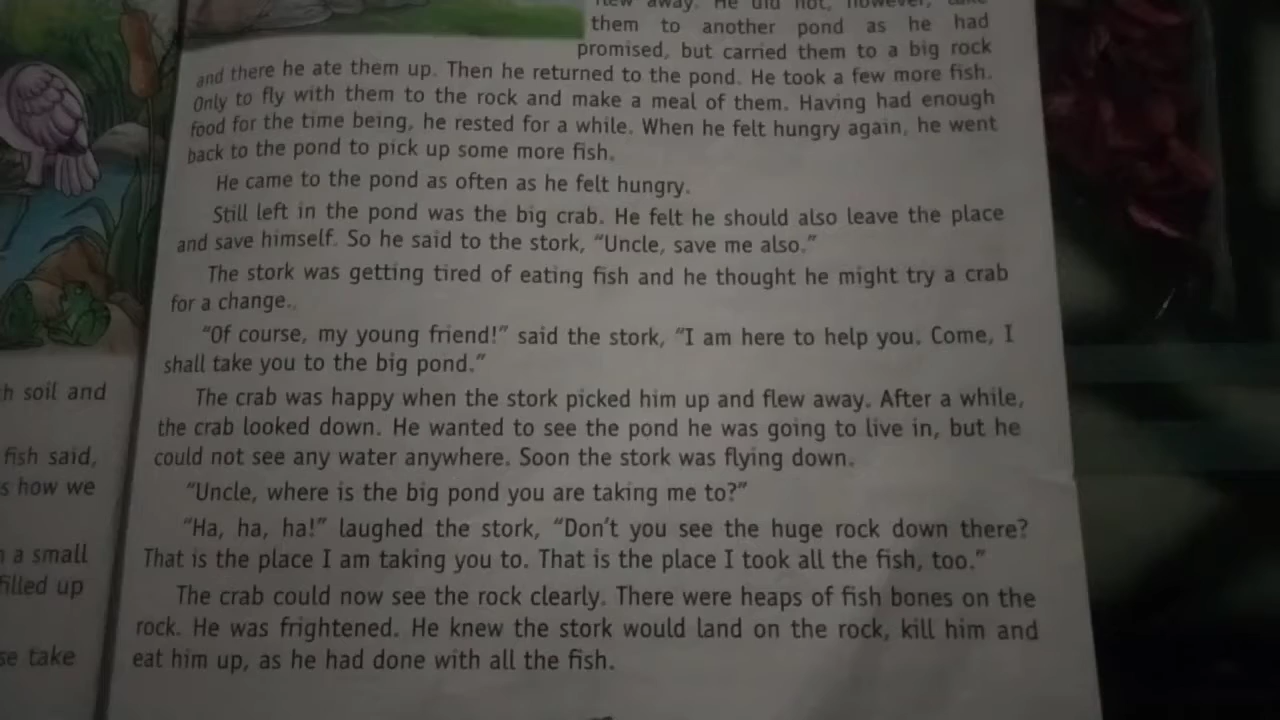 them to another pond as he had
promised, but carried them to a big rock
and there he ate them up. Then he returned to the pond. He took a few more fish.
Only to fly with them to the rock and make a meal of them. Having had enough
food for the time being, he rested for a while. When he felt hungry again, he went
back to the pond to pick up some more fish.
He came to the pond as often as he felt hungry.
Still left in the pond was the big crab. He felt he should also leave the place
and save himself. So he said to the stork, “Uncle, save me also.”
The stork was getting tired of eating fish and he thought he might try a crab
for a change..
“Of course, my young friend!” said the stork, “I am here to help you. Come, I
shall take you to the big pond.”
The crab was happy when the stork picked him up and flew away. After a while,
the crab looked down. He wanted to see the pond he was going to live in, but he
could not see any water anywhere. Soon the stork was flying down.
“Uncle, where is the big pond you are taking me to?”
“Ha, ha, ha!” laughed the stork, “Don’t you see the huge rock down there?
That is the place I am taking you to. That is the place I took all the fish, too.”
The crab could now see the rock clearly. There were heaps of fish bones on the
rock. He was frightened. He knew the stork would land on the rock, kill him and
eat him up, as he had done with all the fish.
soil and
fish said,
how we
a small
filled up
take